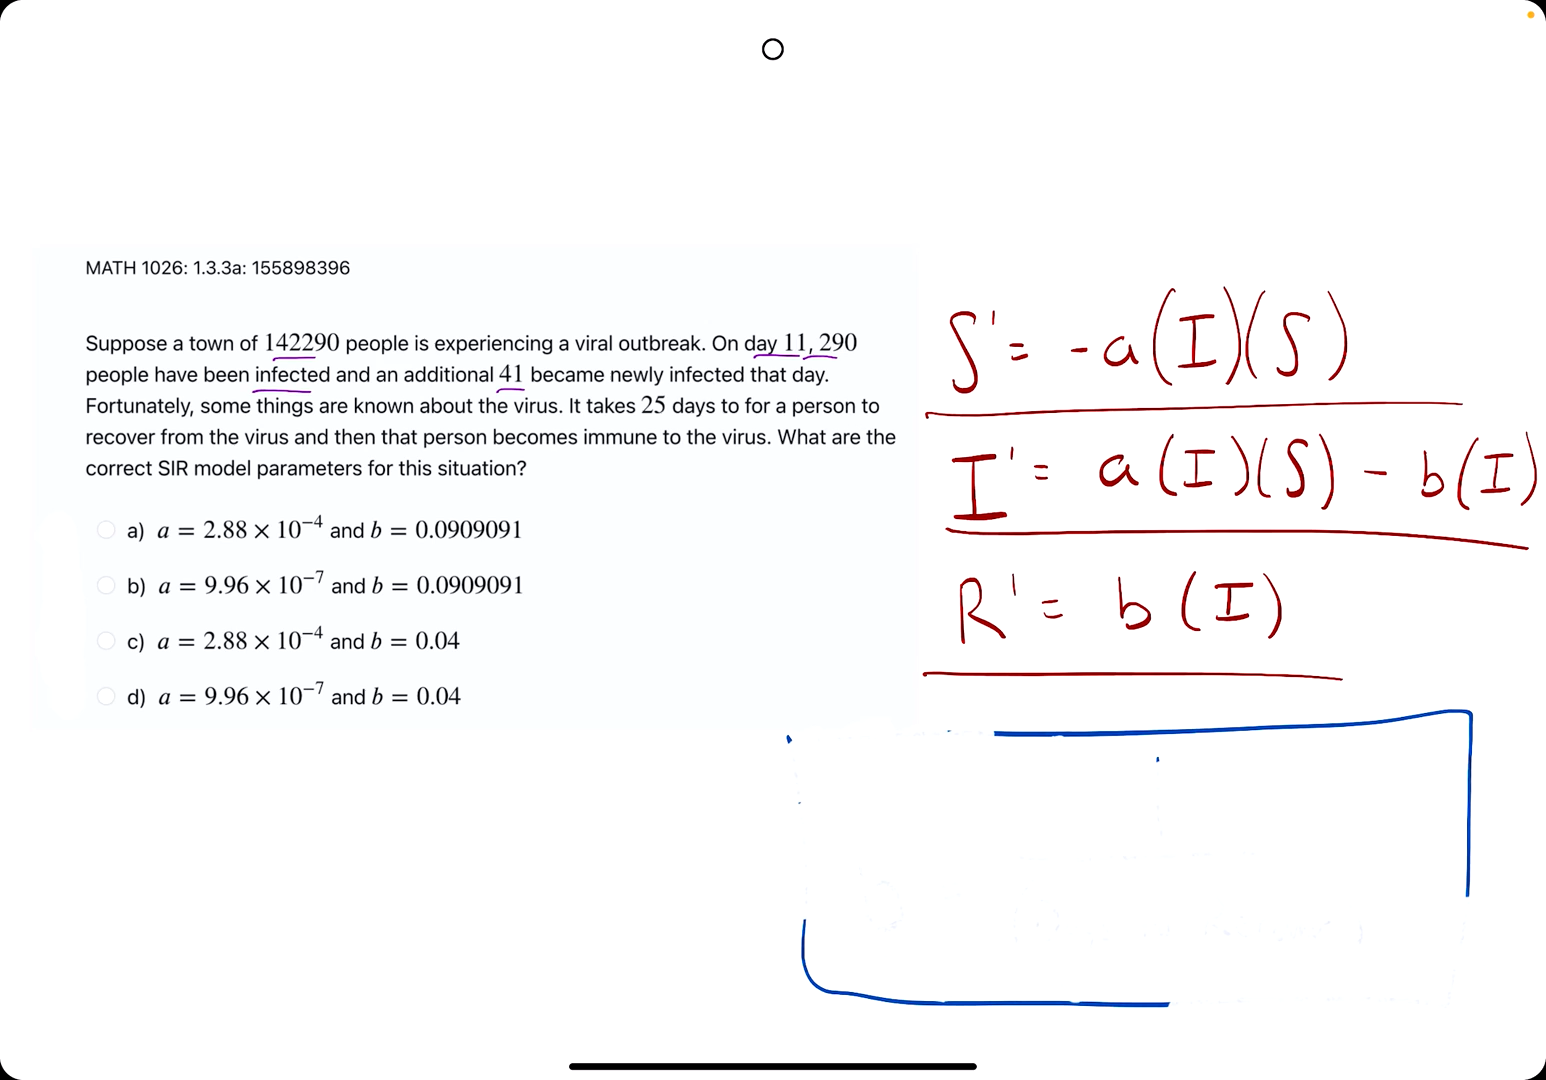 MATH 1026: 1.3.3a: 155898396
Suppose a town of 142290 people is experiencing a viral outbreak. On day 11, 290
people have been infected and an additional 41 became newly infected that day.
Fortunately, some things are known about the virus. It takes 25 days to for a person to
recover from the virus and then that person becomes immune to the virus. What are the
correct SIR model parameters for this situation?
a) a = 2.88 × 10⁻⁴ and b = 0.0909091
b) a = 9.96 × 10⁻⁷ and b = 0.0909091
c) a = 2.88 × 10⁻⁴ and b = 0.04
d) a = 9.96 × 10⁻⁷ and b = 0.04
S' = -a(I)(S)
I' = a(I)(S) - b(I)
R' = b(I)